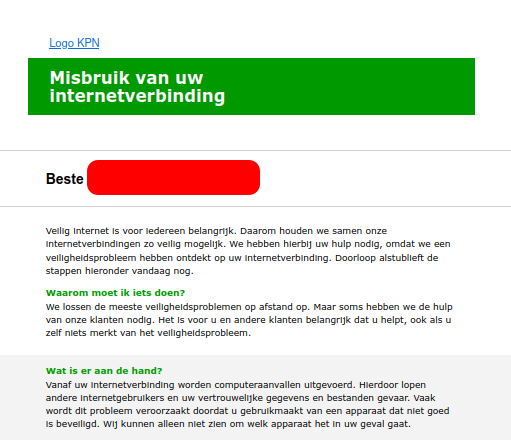 Logo KPN
Misbruik van uw
internetverbinding
Beste
Veilig internet is voor iedereen belangrijk. Daarom houden we samen onze
internetverbindingen zo veilig mogelijk. We hebben hierbij uw hulp nodig, omdat we een
veiligheidsprobleem hebben ontdekt op uw internetverbinding. Doorloop alstublieft de
stappen hieronder vandaag nog.
Waarom moet ik iets doen?
We lossen de meeste veiligheidsproblemen op afstand op. Maar soms hebben we de hulp
van onze klanten nodig. Het is voor u en andere klanten belangrijk dat u helpt, ook als u
zelf niets merkt van het veiligheidsprobleem.
Wat is er aan de hand?
Vanaf uw internetverbinding worden computeraanvallen uitgevoerd. Hierdoor lopen
andere internetgebruikers en uw vertrouwelijke gegevens en bestanden gevaar. Vaak
wordt dit probleem veroorzaakt doordat u gebruikmaakt van een apparaat dat niet goed
is beveiligd. Wij kunnen alleen niet zien om welk apparaat het in uw geval gaat.